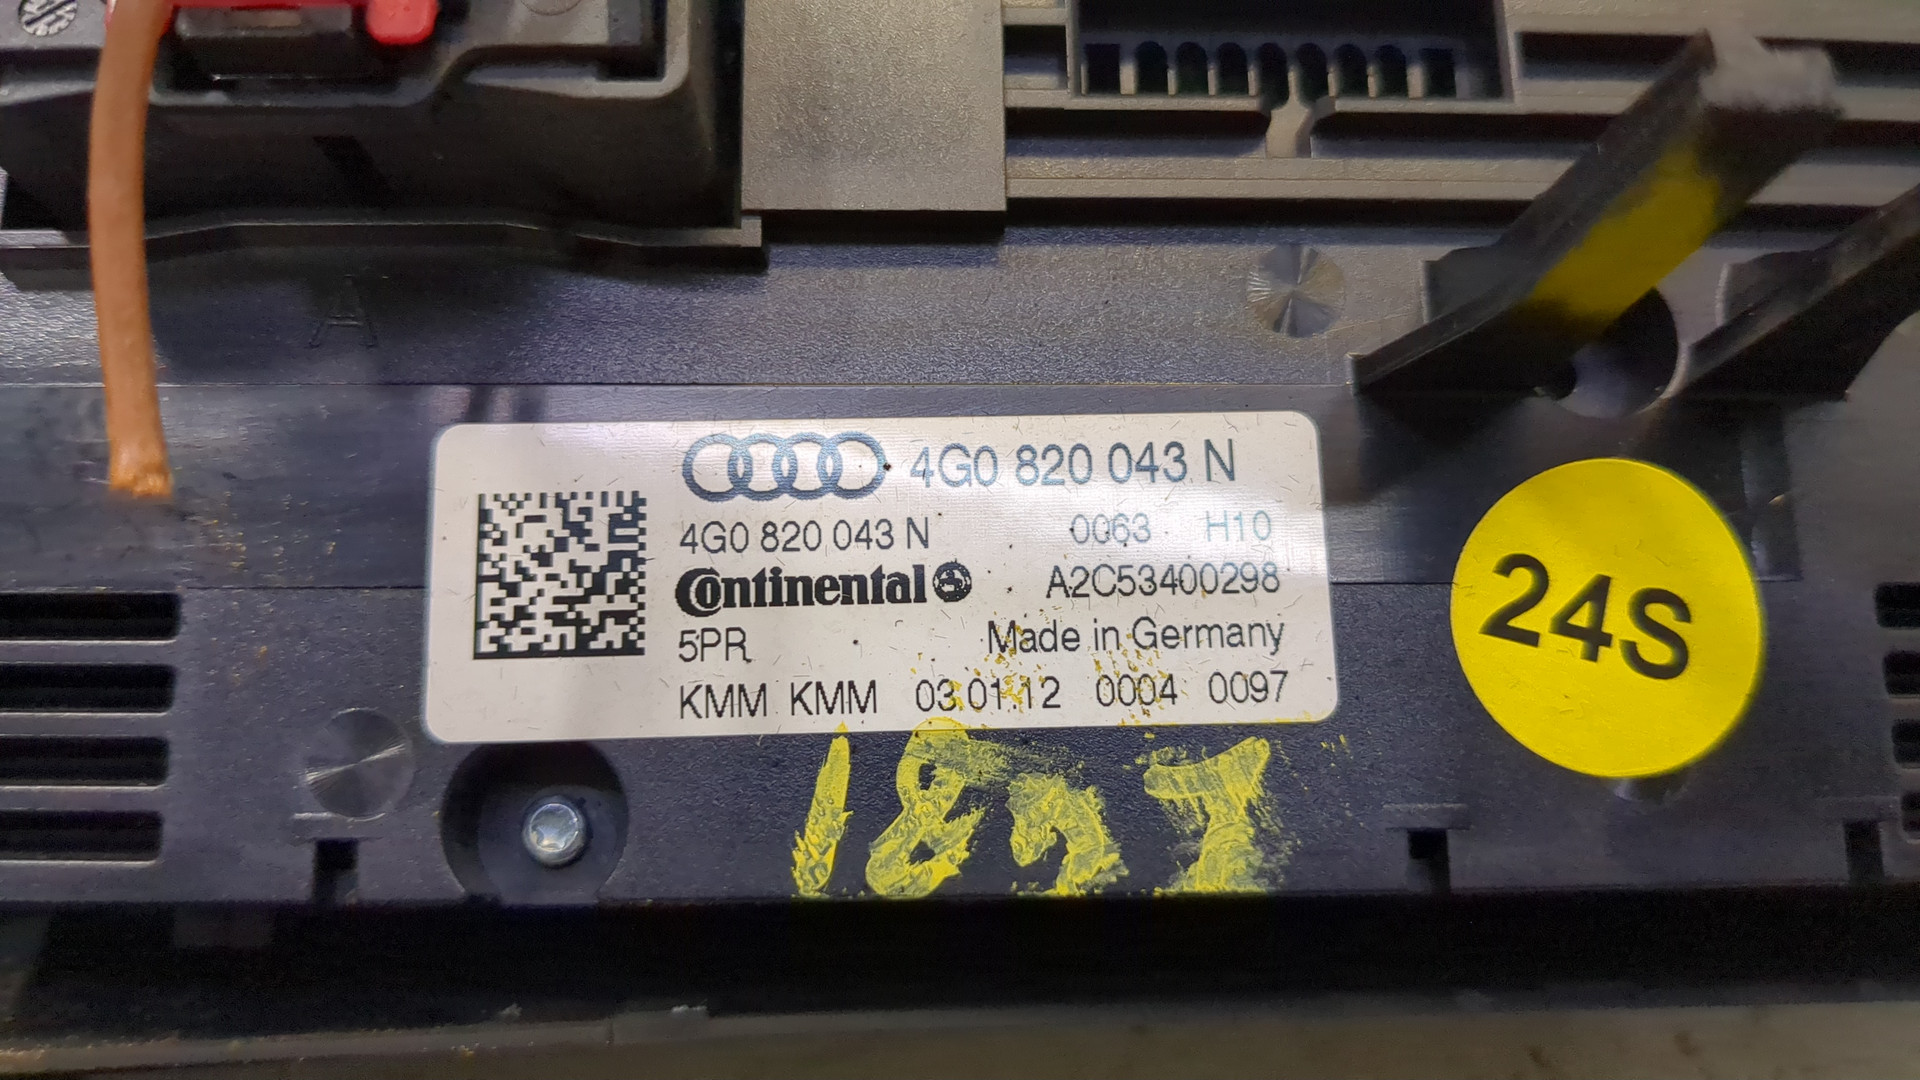 A
4G0 820 043 N
4G0 820 043 N 0063 H10
Continental A2C53400298
5PR Made in Germany
KMM KMM 03.01.12 0004 0097
24S